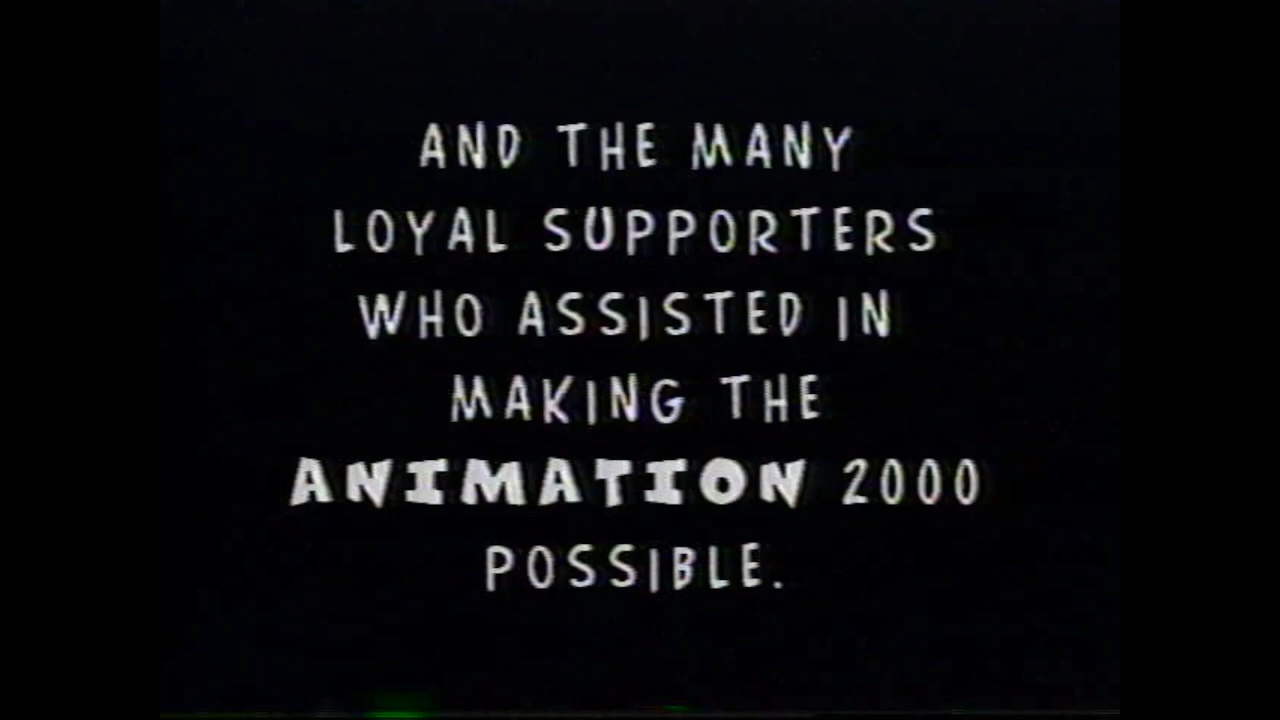 AND THE MANY
LOYAL SUPPORTERS
WHO ASSISTED IN
MAKING THE
ANIMATION 2000
POSSIBLE.